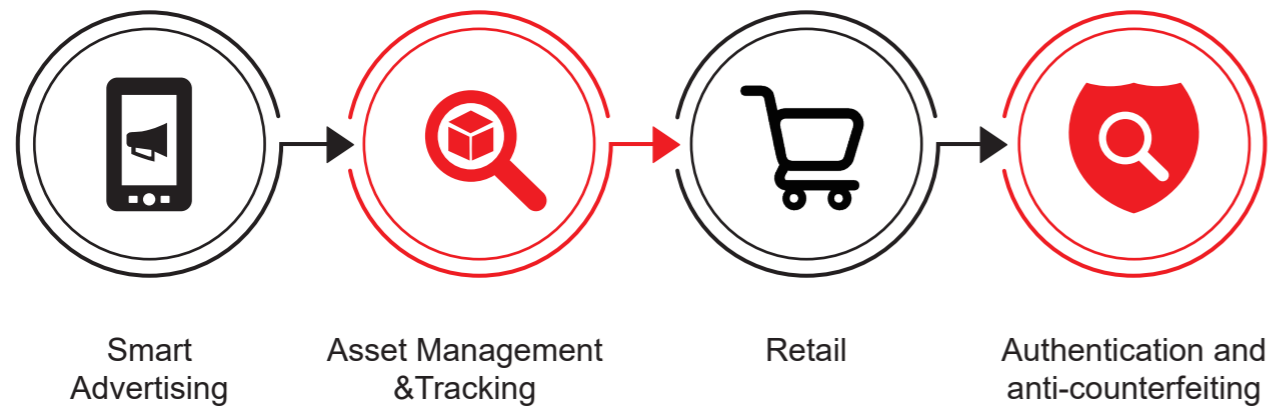 Smart
Advertising
Asset Management
&Tracking
Retail
Authentication and
anti-counterfeiting